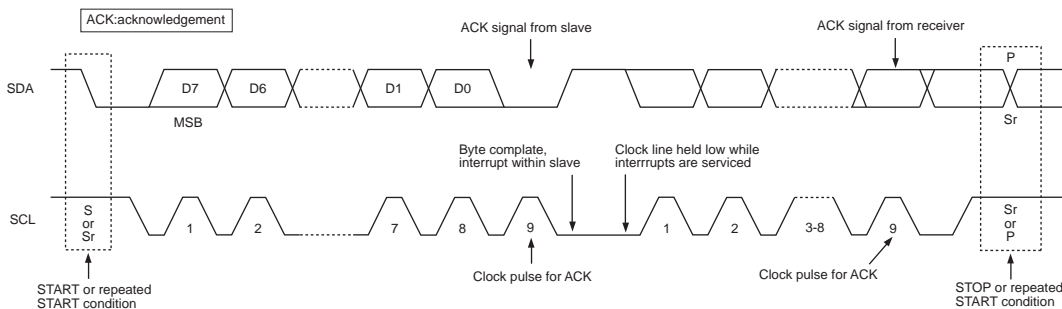 ACK:acknowledgement
ACK signal from slave
ACK signal from receiver
P
SDA
D7
D6
D1
D0
MSB
Sr
Byte complate,
interrupt within slave
Clock line held low while
interrrupts are serviced
SCL
S
or
Sr
1
2
7
8
9
1
2
3-8
9
Sr
or
P
Clock pulse for ACK
Clock pulse for ACK
START or repeated
START condition
STOP or repeated
START condition